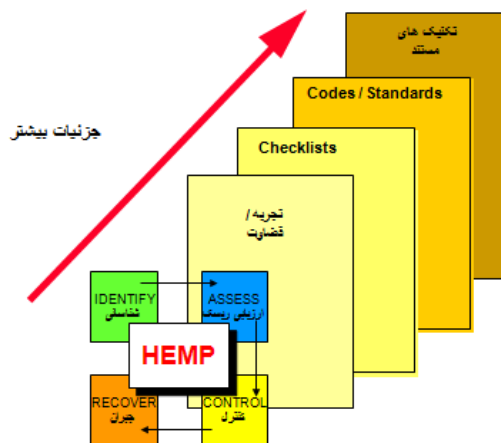 تکنیک های
مستند
Codes / Standards
Checklists
جزئیات بیشتر
تجربه /
قضاوت
IDENTIFY
شناسائی
ASSESS
ارزیابی ریسک
HEMP
RECOVER
جبران
CONTROL
کنترل